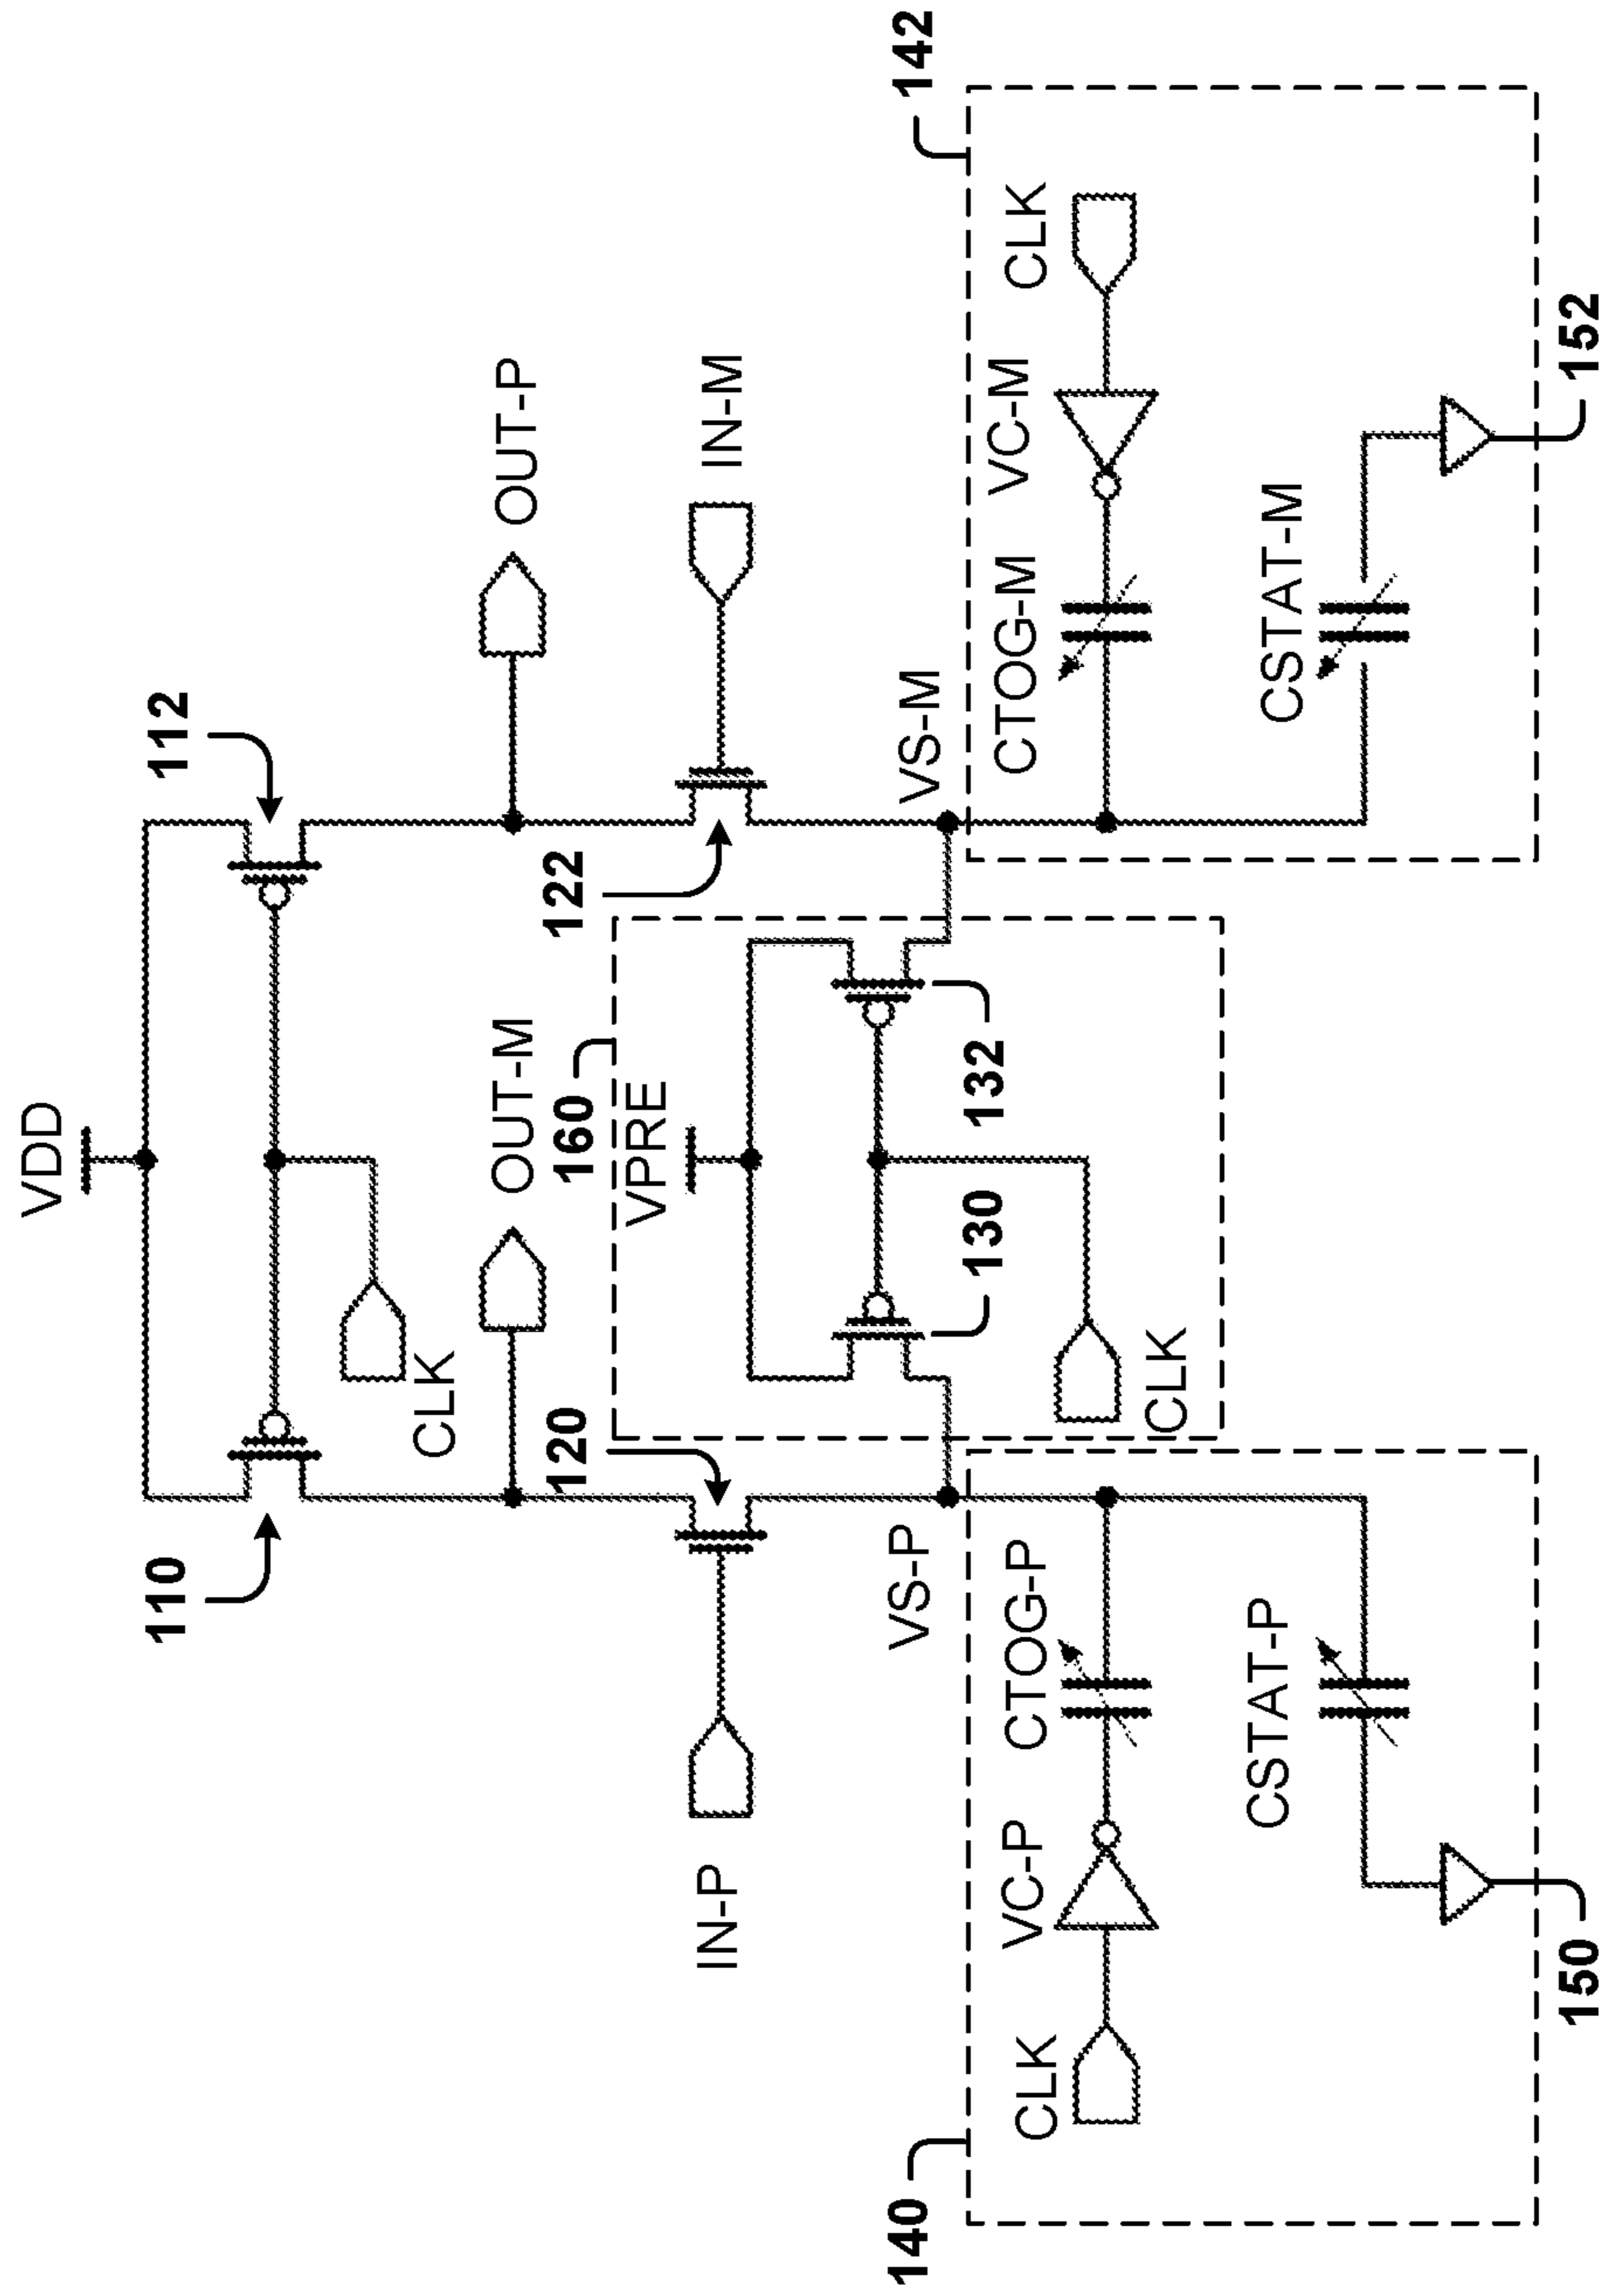 VDD
110
112
CLK
OUT-M
OUT-P
120
122
IN-P
IN-M
160
VPRE
130
132
CLK
VS-P
VS-M
140
142
CLK
VC-P
CTOG-P
CTOG-M
VC-M
CLK
CSTAT-P
CSTAT-M
150
152